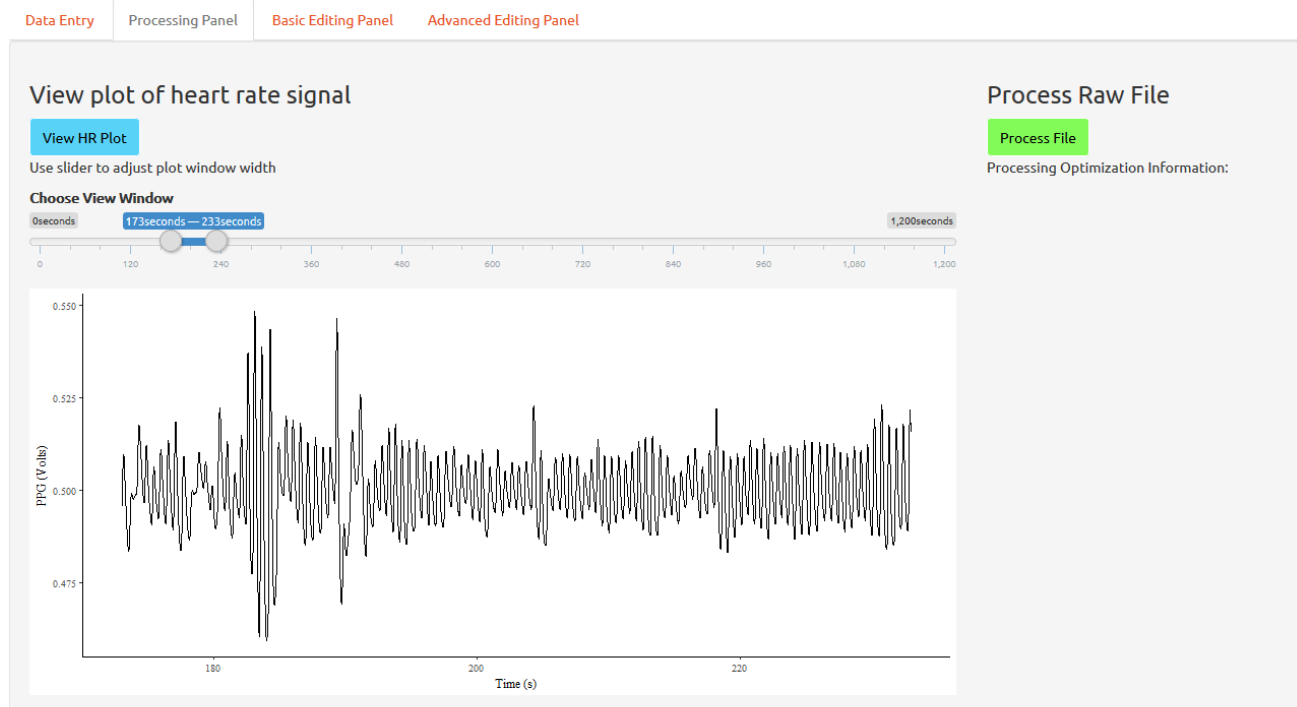 Data Entry Processing Panel Basic Editing Panel Advanced Editing Panel
View plot of heart rate signal
View HR Plot
Use slider to adjust plot window width
Choose View Window
0seconds 173seconds — 233seconds 1,200seconds
0 120 240 360 480 600 720 840 960 1,080 1,200
0.550
0.525
0.500
0.475
PPG (Volts)
180 200 220
Time (s)
Process Raw File
Process File
Processing Optimization Information: